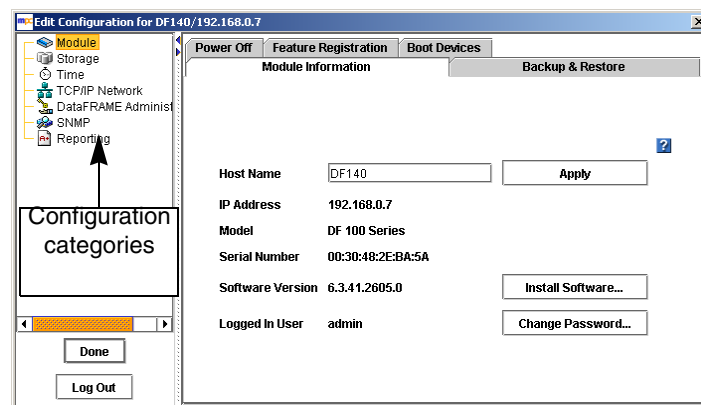 Edit Configuration for DF140/192.168.0.7
Module
Storage
Time
TCP/IP Network
DataFRAME Administ
SNMP
Reporting
Configuration
categories
Done
Log Out
Power Off Feature Registration Boot Devices
Module Information Backup & Restore
?
Host Name DF140 Apply
IP Address 192.168.0.7
Model DF 100 Series
Serial Number 00:30:48:2E:BA:5A
Software Version 6.3.41.2605.0 Install Software...
Logged In User admin Change Password...